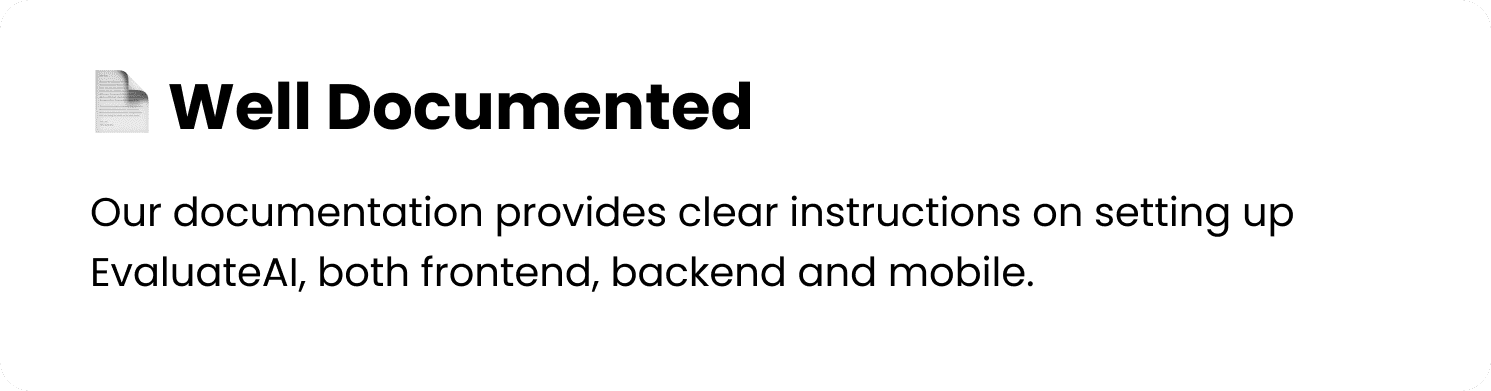 Well Documented
Our documentation provides clear instructions on setting up
EvaluateAI, both frontend, backend and mobile.